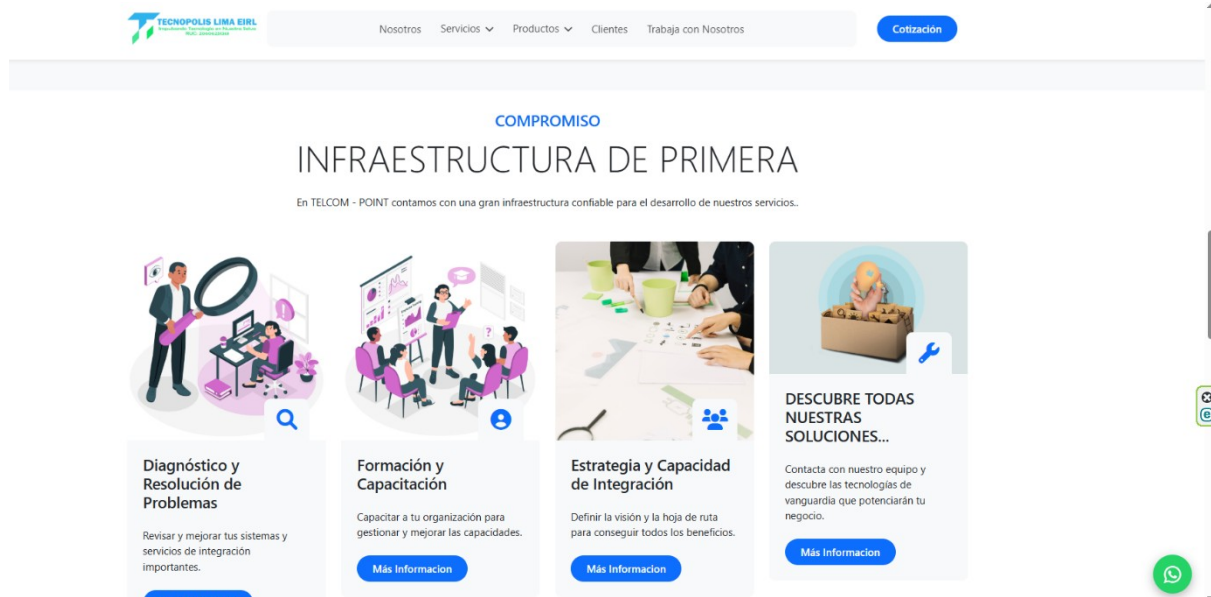 TECNOPOLIS LIMA EIRL
Nosotros Servicios Productos Clientes Trabaja con Nosotros
Cotización
COMPROMISO
INFRAESTRUCTURA DE PRIMERA
En TELCOM - POINT contamos con una gran infraestructura confiable para el desarrollo de nuestros servicios..
Diagnóstico y
Resolución de
Problemas
Revisar y mejorar tus sistemas y
servicios de integración
importantes.
Formación y
Capacitación
Capacitar a tu organización para
gestionar y mejorar las capacidades.
Más Informacion
Estrategia y Capacidad
de Integración
Definir la visión y la hoja de ruta
para conseguir todos los beneficios.
Más Informacion
DESCUBRE TODAS
NUESTRAS
SOLUCIONES...
Contacta con nuestro equipo y
descubre las tecnologías de
vanguardia que potenciarán tu
negocio.
Más Informacion